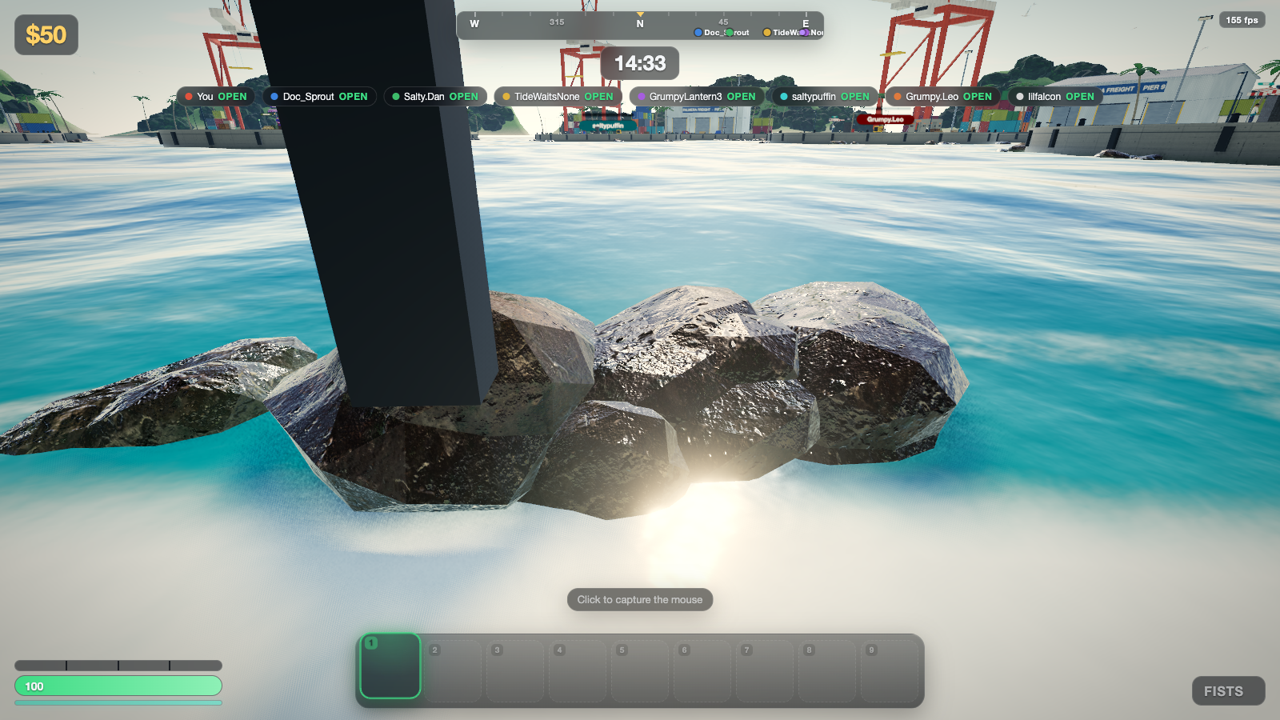 $50
W 315 N 45 E
Doc_Sprout
155 fps
14:33
You OPEN
Doc_Sprout OPEN
Salty.Dan OPEN
TideWaitsNone OPEN
GrumpyLantern3 OPEN
saltypuffin OPEN
Grumpy.Leo OPEN
lilfalcon OPEN
FREIGHT PIER 9
saltypuffin
Grumpy.Leo
Click to capture the mouse
1 2 3 4 5 6 7 8 9
100
FISTS